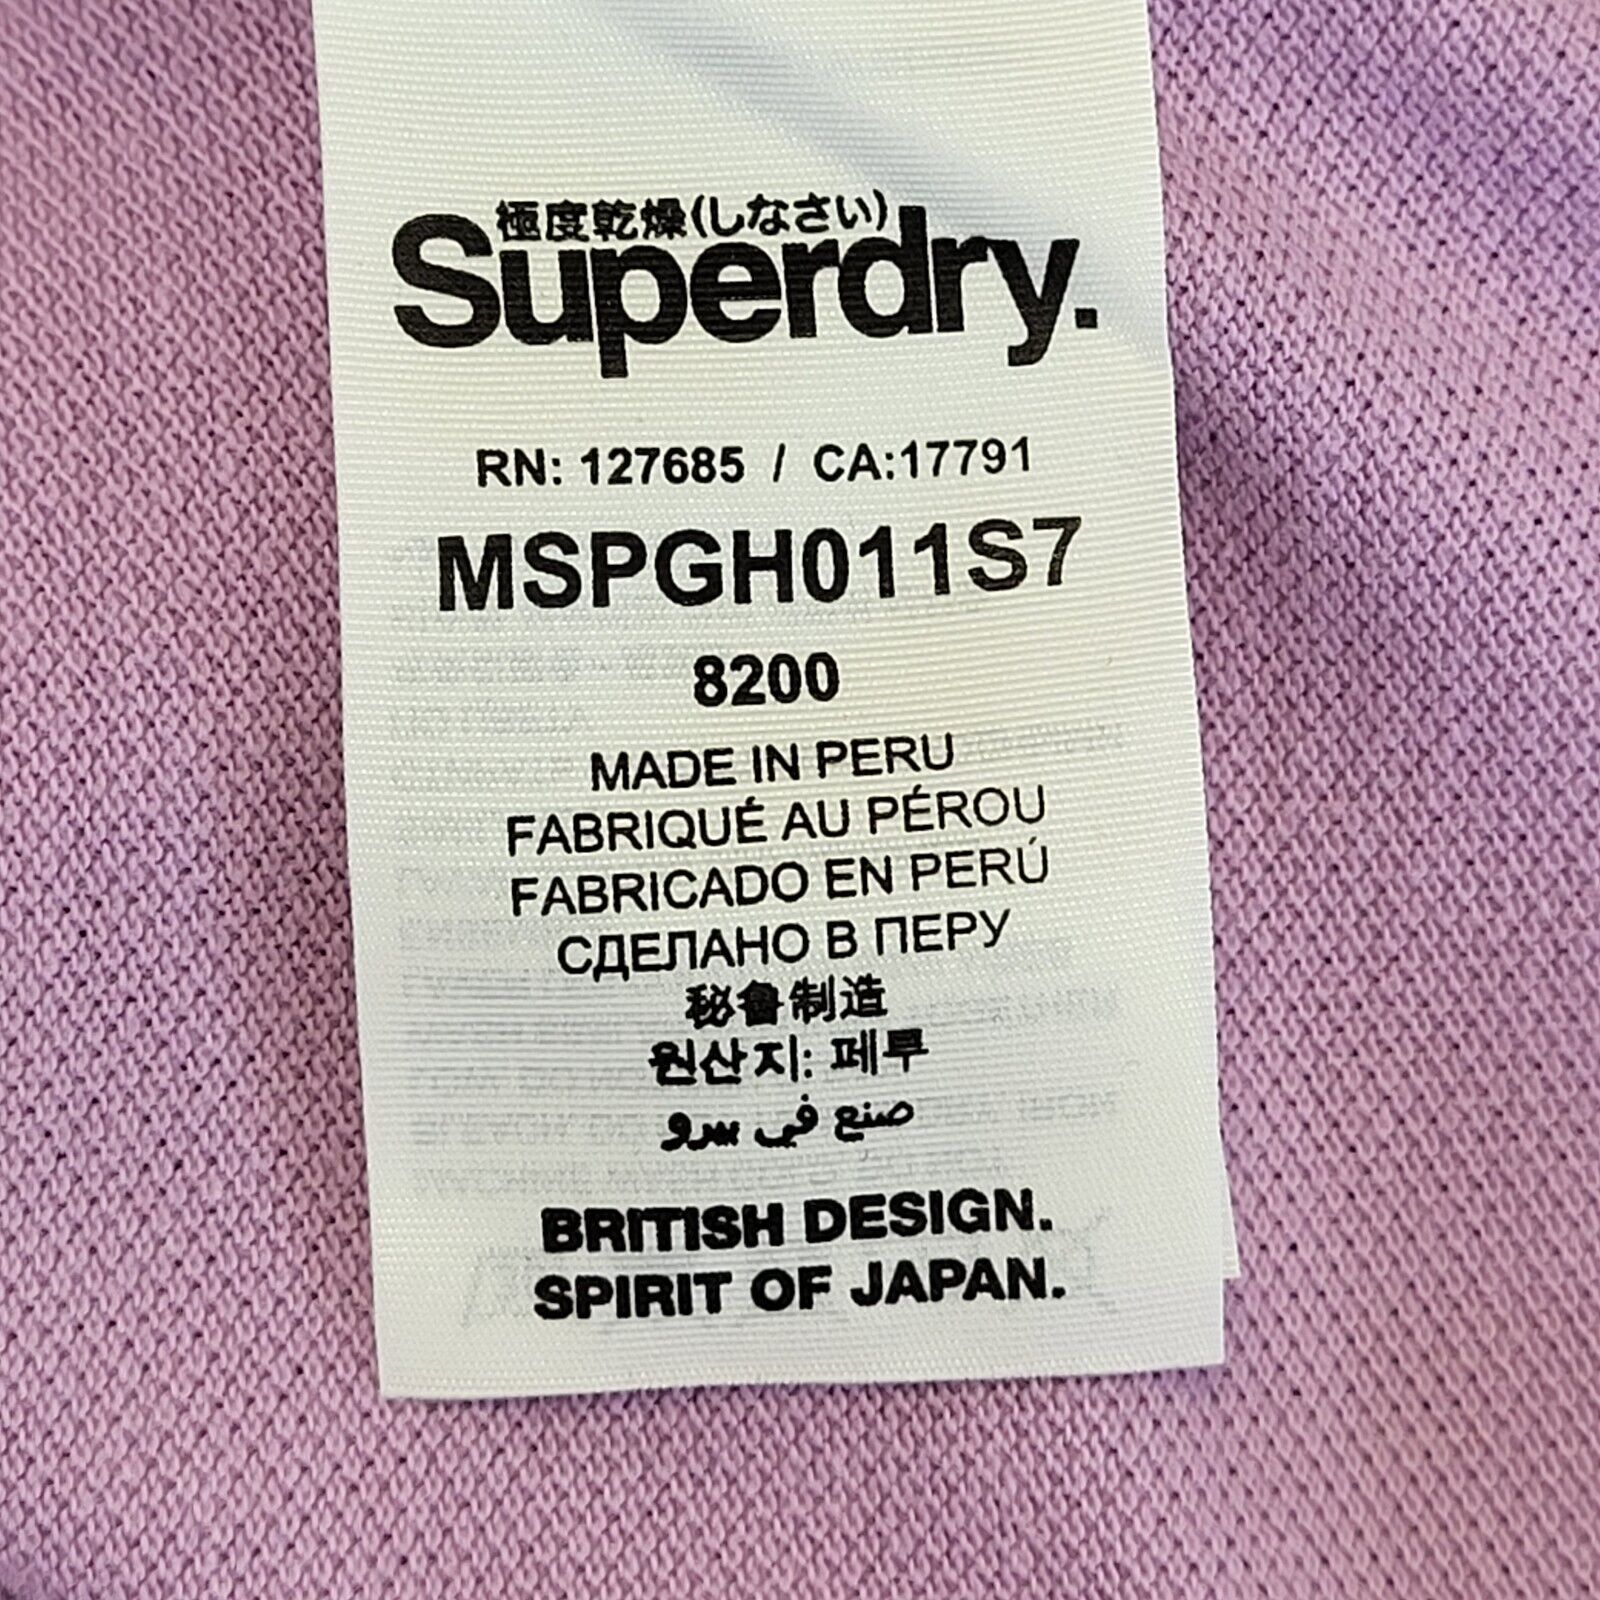 極度乾燥(しなさい)
Superdry.
RN: 127685 / CA:17791
MSPGH011S7
8200
MADE IN PERU
FABRIQUÉ AU PÉROU
FABRICADO EN PERÚ
СДЕЛАНО В ПЕРУ
秘鲁制造
원산지: 페루
صنع في بيرو
BRITISH DESIGN.
SPIRIT OF JAPAN.